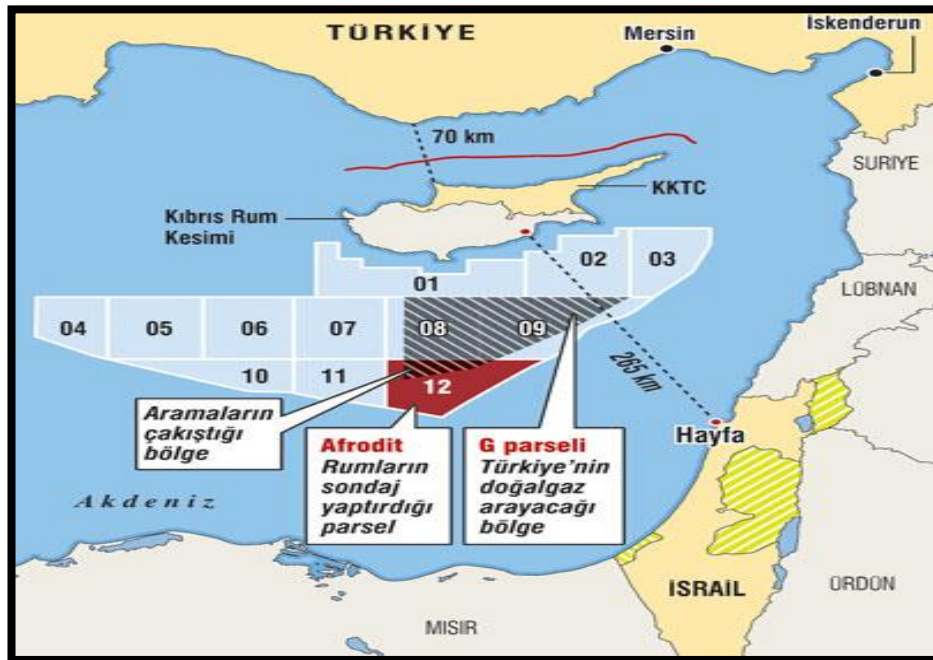 TÜRKİYE
Mersin
İskenderun
70 km
SURİYE
KKTC
Kıbrıs Rum
Kesimi
02
03
01
LÜBNAN
04
05
06
07
08
09
10
11
12
265 km
Aramaların
çakıştığı
bölge
Afrodit
Rumların
sondaj
yaptırdığı
parsel
G parseli
Türkiye'nin
doğalgaz
arayacağı
bölge
Hayfa
Akdeniz
İSRAİL
ÜRDÜN
MISIR